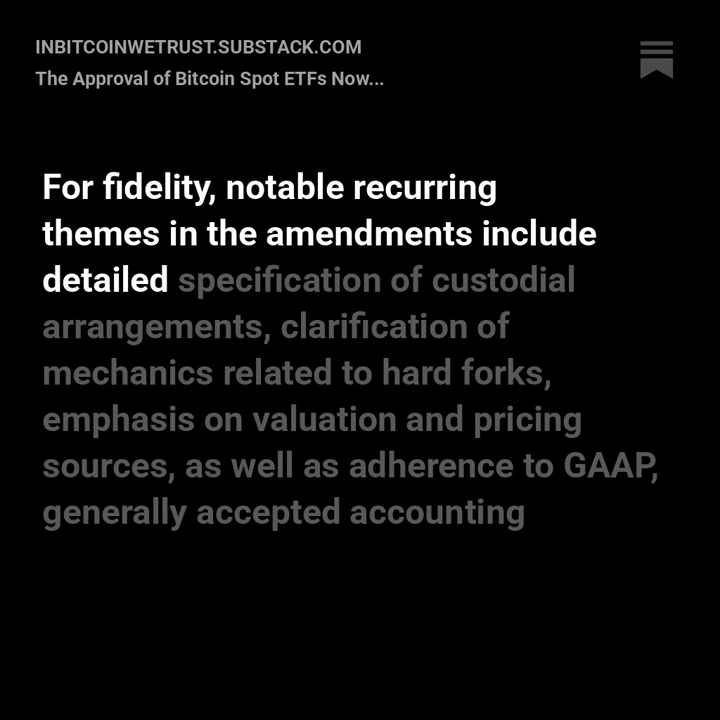 INBITCOINWETRUST.SUBSTACK.COM
The Approval of Bitcoin Spot ETFs Now...
For fidelity, notable recurring
themes in the amendments include
detailed specification of custodial
arrangements, clarification of
mechanics related to hard forks,
emphasis on valuation and pricing
sources, as well as adherence to GAAP,
generally accepted accounting